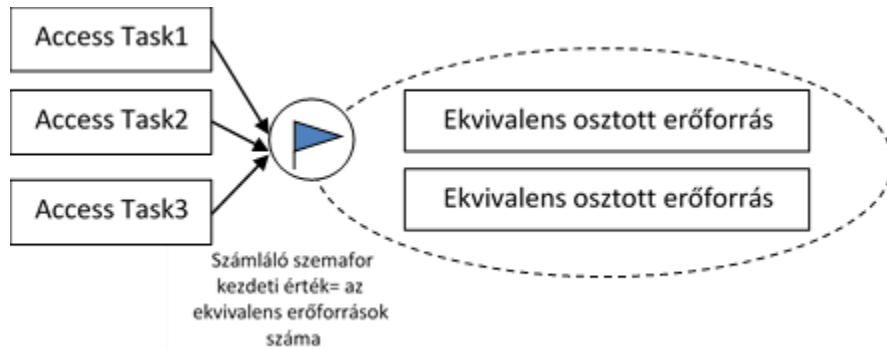 Access Task1
Access Task2
Access Task3
Ekvivalens osztott erőforrás
Ekvivalens osztott erőforrás
Számláló szemafor
kezdeti érték= az
ekvivalens erőforrások
száma